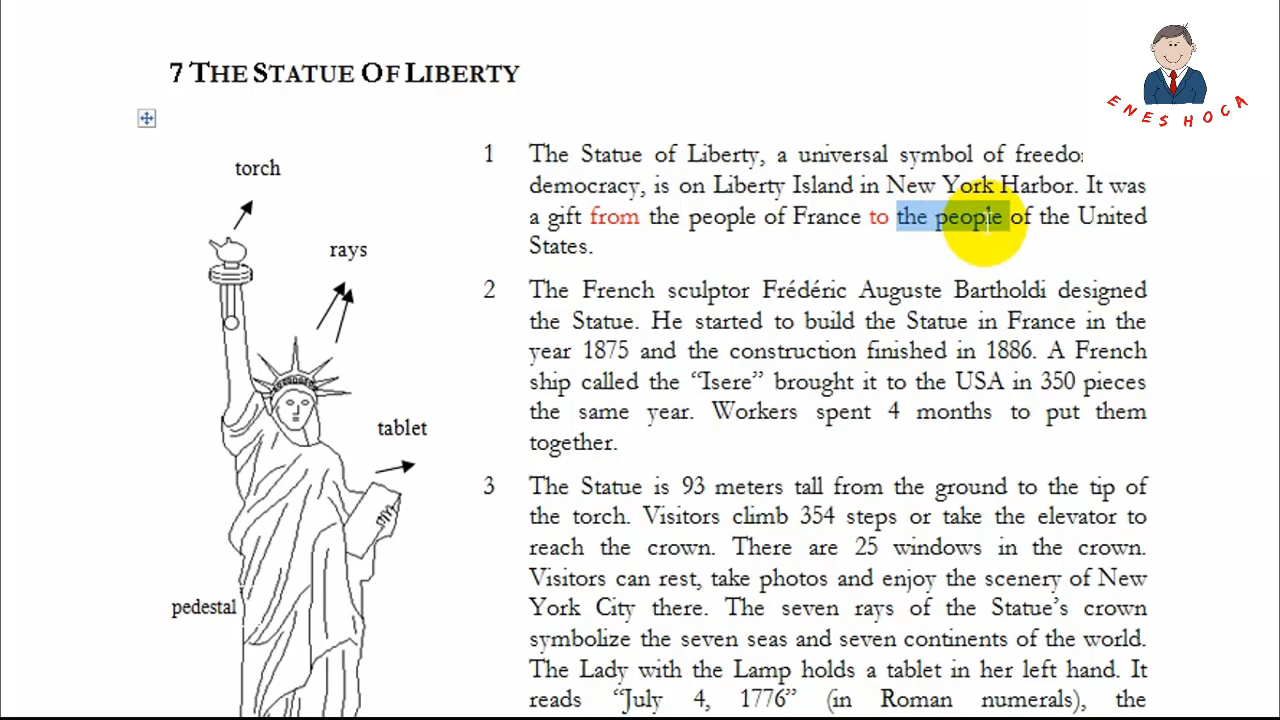 7 THE STATUE OF LIBERTY
ENES HOCA
torch
rays
tablet
pedestal
1 The Statue of Liberty, a universal symbol of
democracy, is on Liberty Island in New York Harbor. It was
a gift from the people of France to the people of the United
States.
2 The French sculptor Frédéric Auguste Bartholdi designed
the Statue. He started to build the Statue in France in the
year 1875 and the construction finished in 1886. A French
ship called the “Isere” brought it to the USA in 350 pieces
the same year. Workers spent 4 months to put them
together.
3 The Statue is 93 meters tall from the ground to the tip of
the torch. Visitors climb 354 steps or take the elevator to
reach the crown. There are 25 windows in the crown.
Visitors can rest, take photos and enjoy the scenery of New
York City there. The seven rays of the Statue’s crown
symbolize the seven seas and seven continents of the world.
The Lady with the Lamp holds a tablet in her left hand. It
reads “July 4, 1776” (in Roman numerals), the